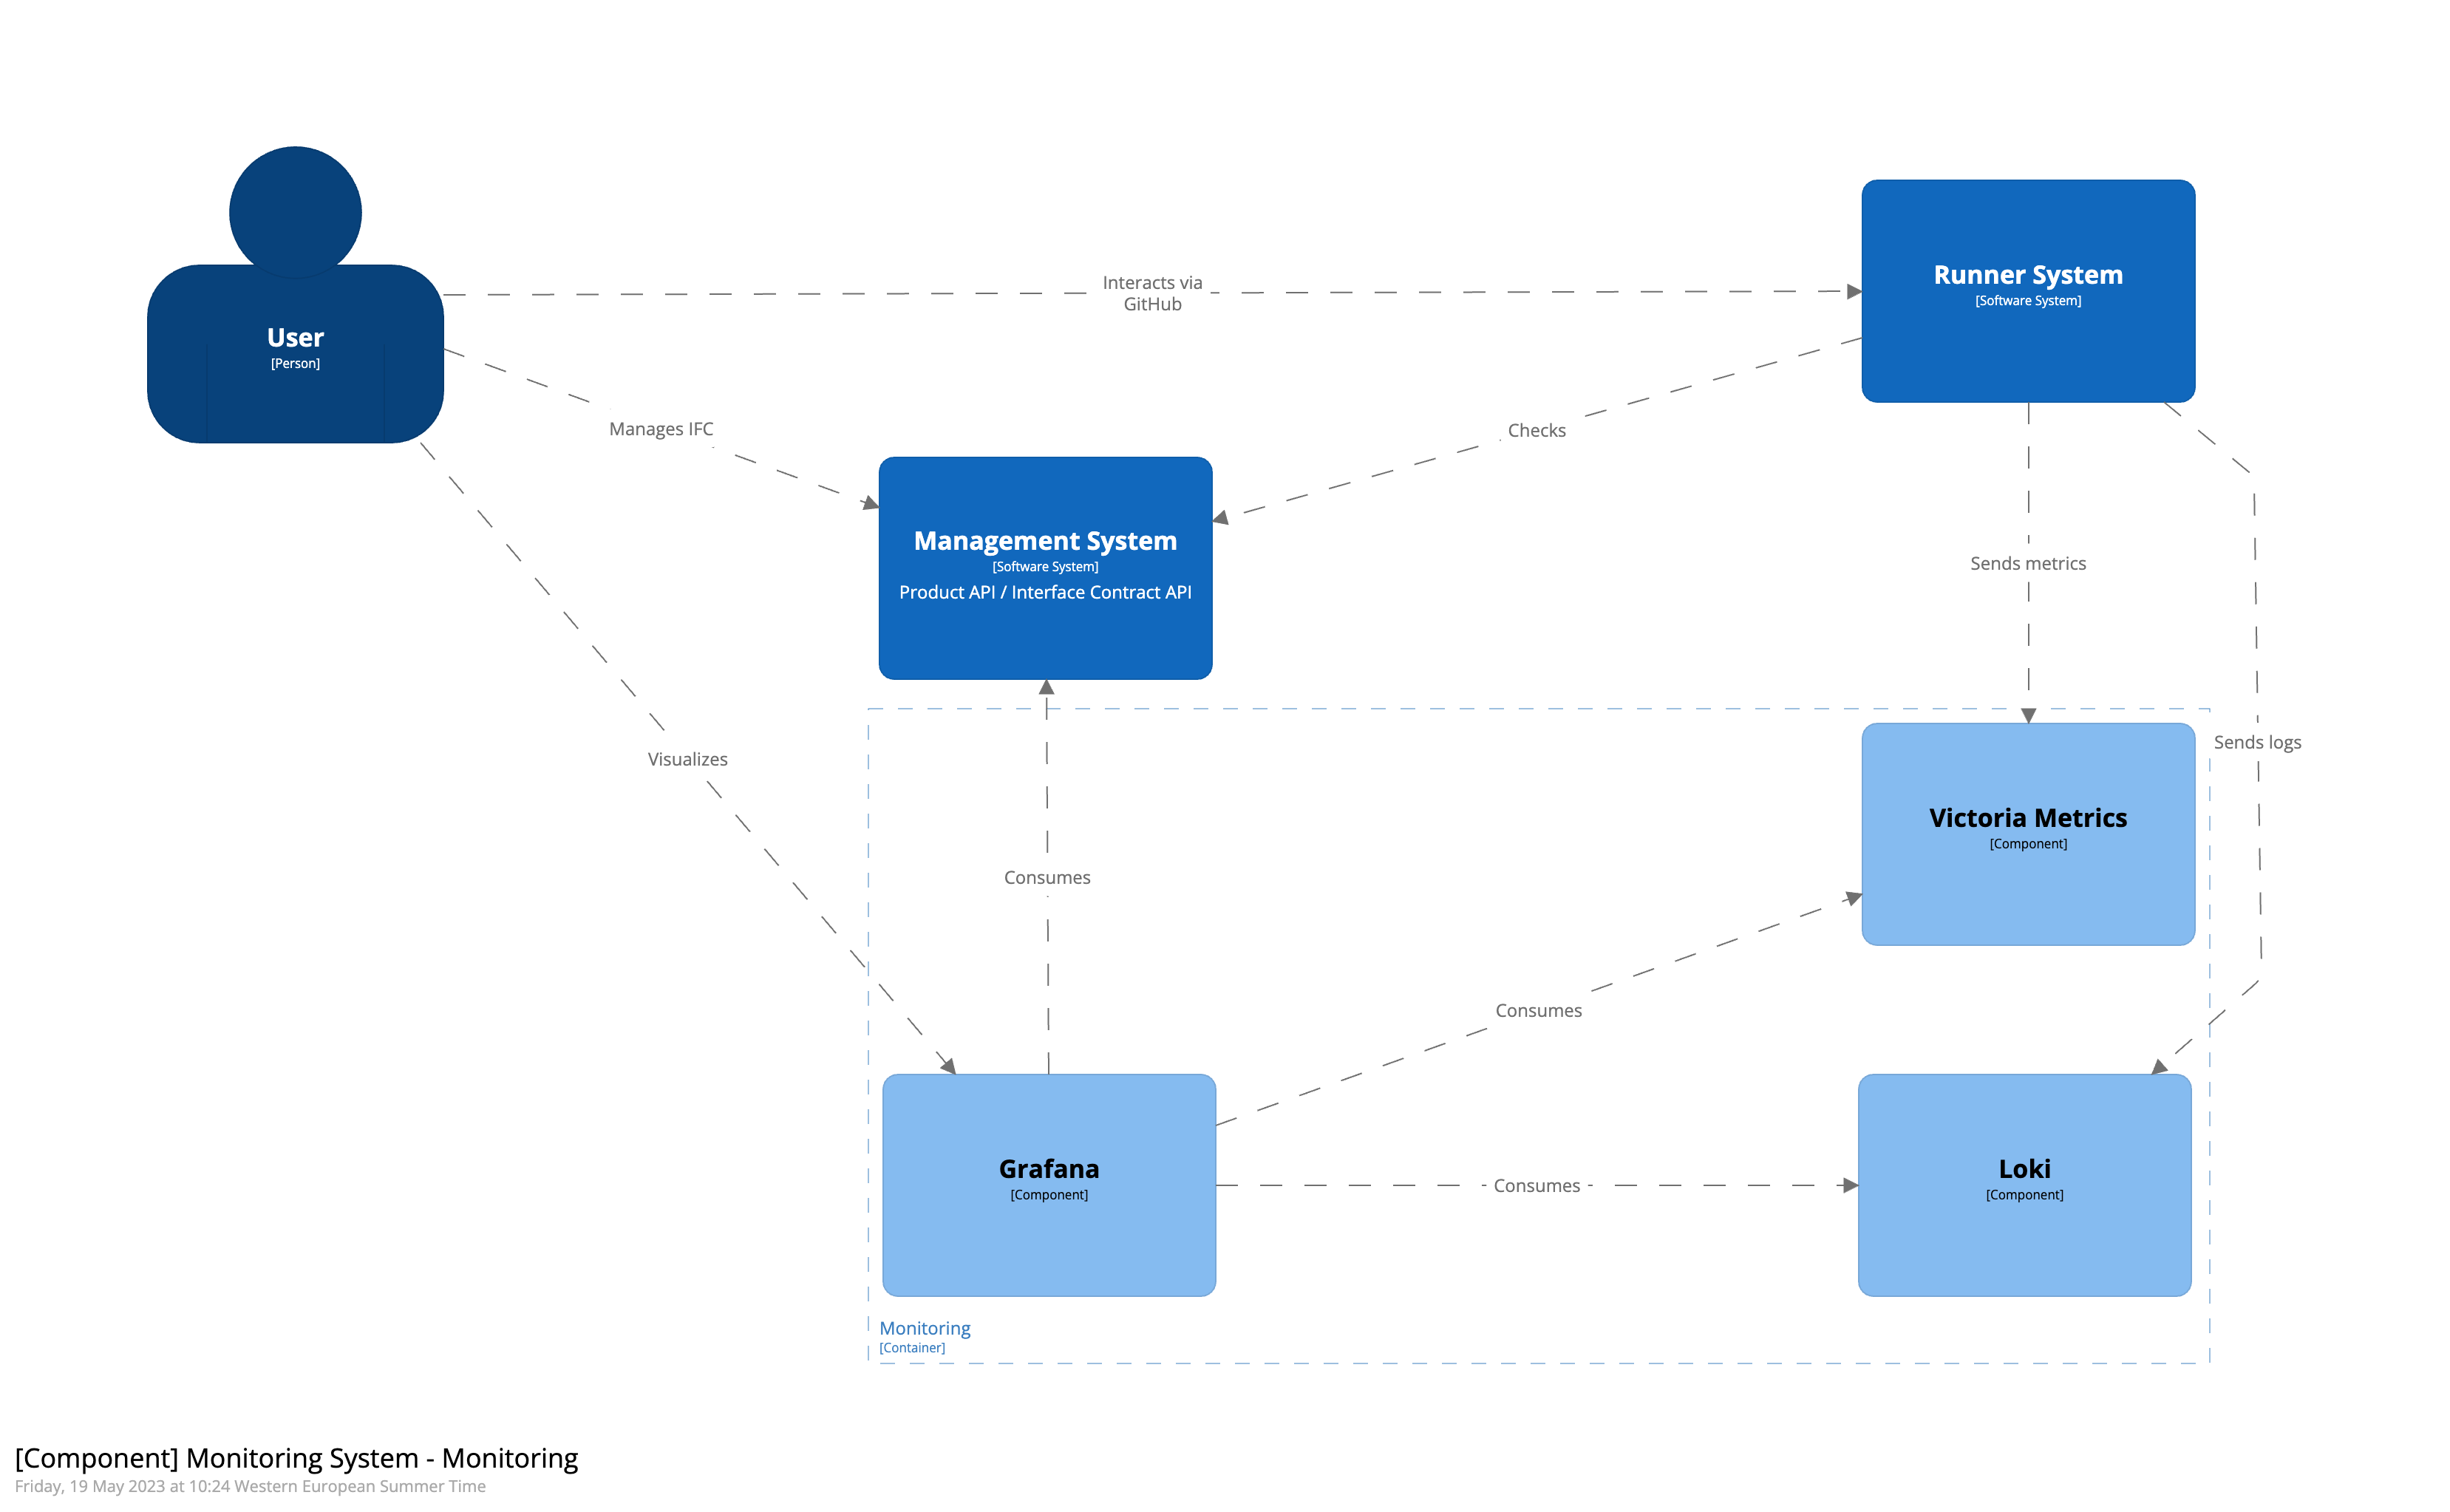 User
[Person]
Interacts via
GitHub
Runner System
[Software System]
Manages IFC
Checks
Management System
[Software System]
Product API / Interface Contract API
Sends metrics
Sends logs
Visualizes
Consumes
Victoria Metrics
[Component]
Consumes
Grafana
[Component]
Consumes
Loki
[Component]
Monitoring
[Container]
[Component] Monitoring System - Monitoring
Friday, 19 May 2023 at 10:24 Western European Summer Time